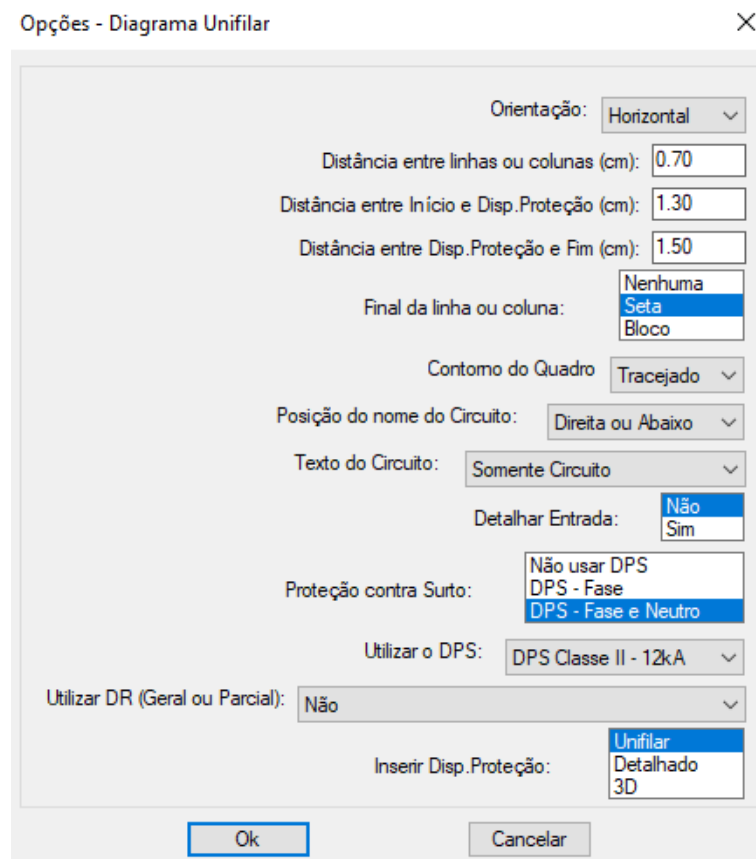 Opções - Diagrama Unifilar
Orientação: Horizontal
Distância entre linhas ou colunas (cm): 0.70
Distância entre Início e Disp.Proteção (cm): 1.30
Distância entre Disp.Proteção e Fim (cm): 1.50
Nenhuma
Final da linha ou coluna: Seta
Bloco
Contorno do Quadro Tracejado
Posição do nome do Circuito: Direita ou Abaixo
Texto do Circuito: Somente Circuito
Não
Detalhar Entrada: Sim
Não usar DPS
Proteção contra Surto: DPS - Fase
DPS - Fase e Neutro
Utilizar o DPS: DPS Classe II - 12kA
Utilizar DR (Geral ou Parcial): Não
Unifilar
Inserir Disp.Proteção: Detalhado
3D
Ok Cancelar